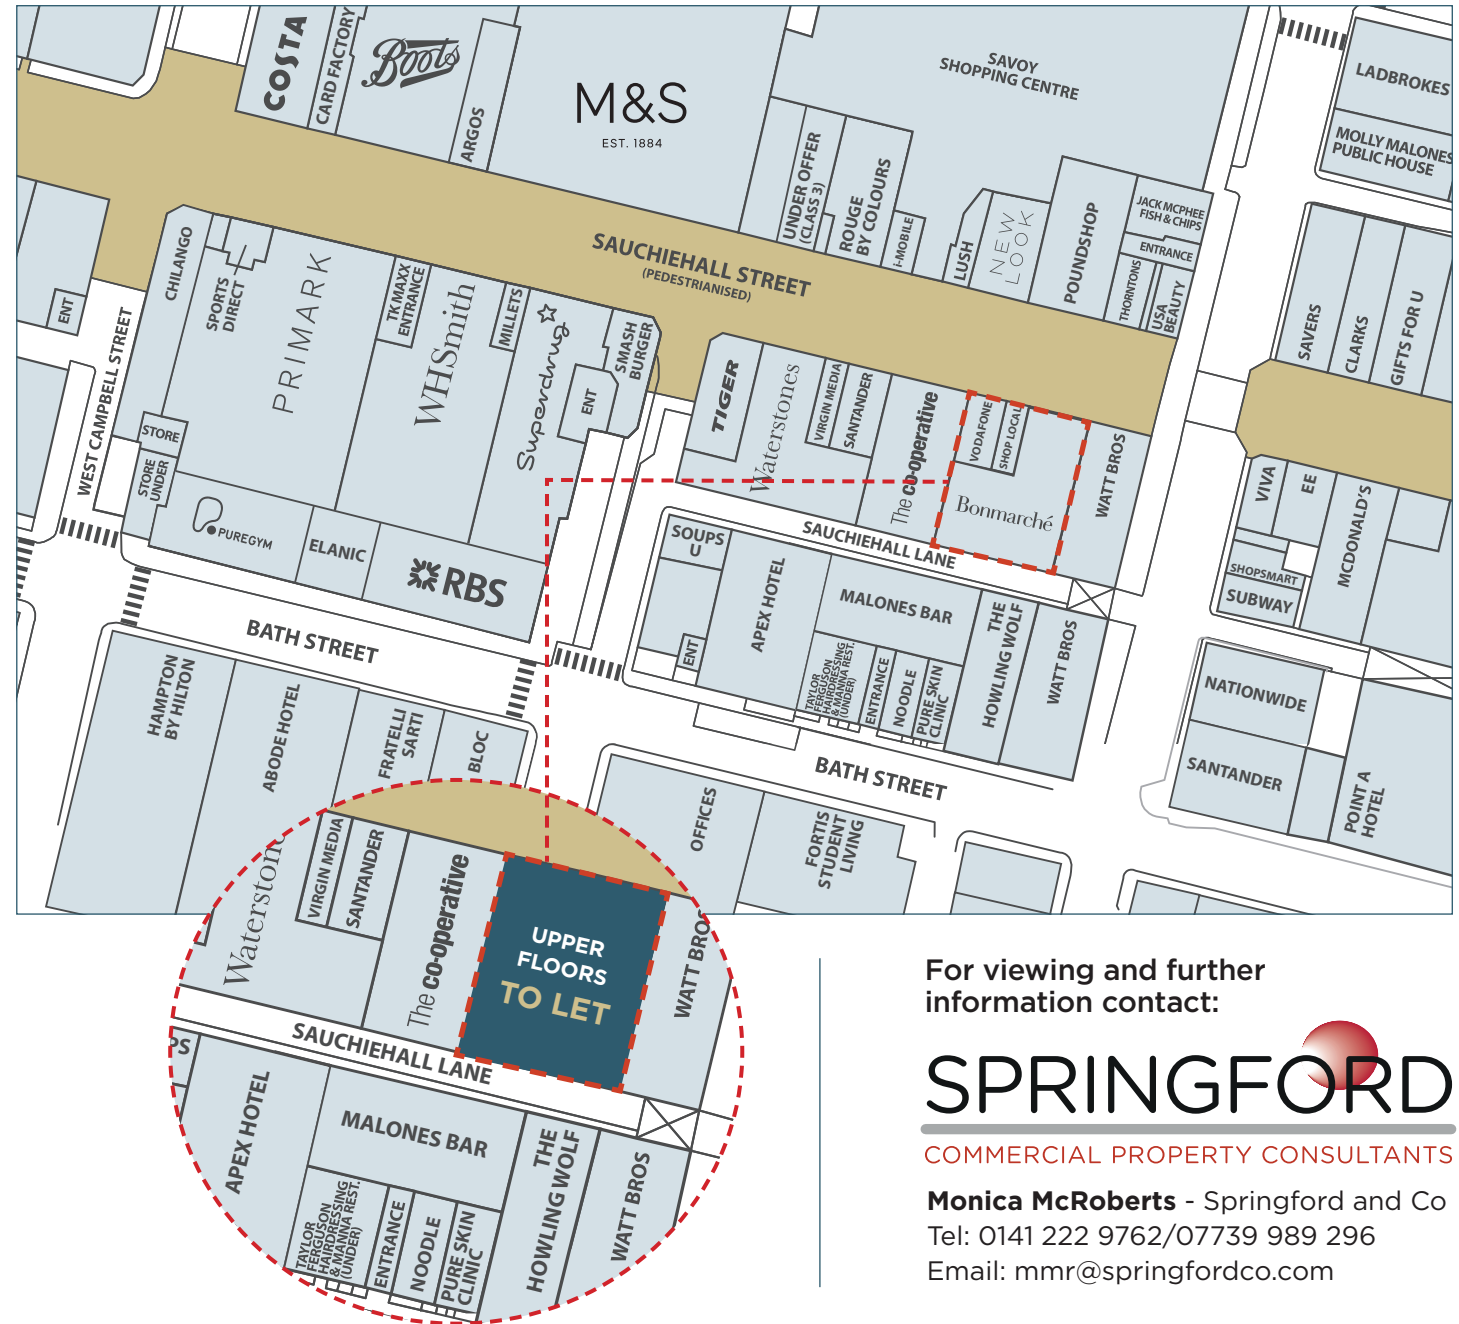 COSTA
CARD FACTORY
Boots
ARGOS
M&S
EST. 1884
SAVOY
SHOPPING CENTRE
LADBROKES
MOLLY MALONES
PUBLIC HOUSE
UNDER OFFER
(CLASS 3)
ROUGE
BY COLOURS
i-MOBILE
LUSH
NEW
LOOK
POUNDSHOP
JACK MCPHEE
FISH & CHIPS
ENTRANCE
THORNTONS
USA
BEAUTY
SAUCHIEHALL STREET
(PEDESTRIANISED)
ENT
WEST CAMPBELL STREET
CHILANGO
SPORTS
DIRECT
PRIMARK
TK MAXX
ENTRANCE
WHSmith
MILLETS
Superdrug
ENT
SMASH
BURGER
STORE
STORE
UNDER
PUREGYM
ELANIC
RBS
TIGER
Waterstones
VIRGIN MEDIA
SANTANDER
The co-operative
VODAFONE
SHOP LOCAL
Bonmarché
WATT BROS
SAVERS
CLARKS
GIFTS FOR U
VIVA
EE
MCDONALD'S
SHOPSMART
SUBWAY
SAUCHIEHALL LANE
SOUPS
U
ENT
APEX HOTEL
MALONES BAR
TAYLOR
FERGUSON
HAIRDRESSING
& MANNA REST.
(UNDER)
ENTRANCE
NOODLE
PURE SKIN
CLINIC
THE
HOWLING WOLF
WATT BROS
NATIONWIDE
SANTANDER
POINT A
HOTEL
BATH STREET
BATH STREET
HAMPTON
BY HILTON
ABODE HOTEL
FRATELLI
SARTI
BLOC
OFFICES
FORTIS
STUDENT
LIVING
Waterston
VIRGIN MEDIA
SANTANDER
The co-operative
UPPER
FLOORS
TO LET
WATT BRO
SAUCHIEHALL LANE
PS
APEX HOTEL
MALONES BAR
TAYLOR
FERGUSON
HAIRDRESSING
& MANNA REST.
(UNDER)
ENTRANCE
NOODLE
PURE SKIN
CLINIC
THE
HOWLING WOLF
WATT BROS
For viewing and further
information contact:
SPRINGFORD
COMMERCIAL PROPERTY CONSULTANTS
Monica McRoberts - Springford and Co
Tel: 0141 222 9762/07739 989 296
Email: mmr@springfordco.com